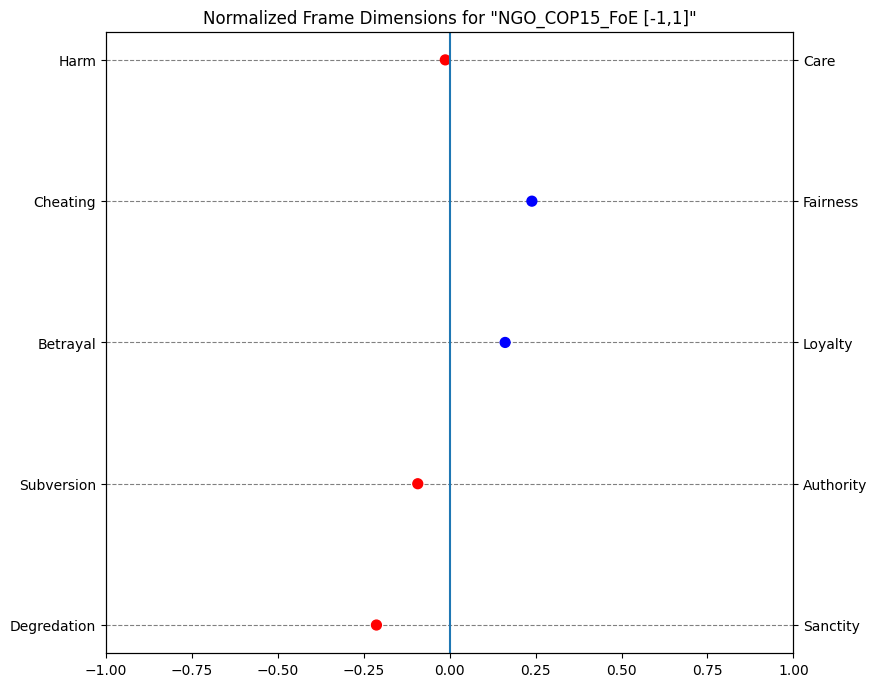 Normalized Frame Dimensions for "NGO_COP15_FoE [-1,1]"
Harm Care
Cheating Fairness
Betrayal Loyalty
Subversion Authority
Degredation Sanctity
−1.00 −0.75 −0.50 −0.25 0.00 0.25 0.50 0.75 1.00